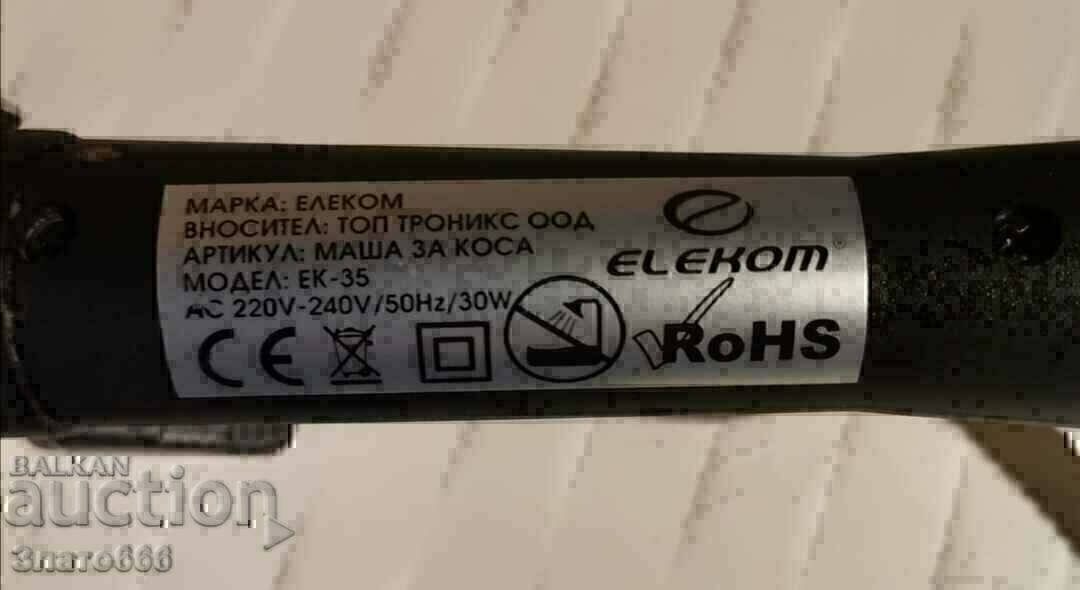 МАРКА: ЕЛЕКОМ
ВНОСИТЕЛ: ТОП ТРОНИКС ООД
АРТИКУЛ: МАША ЗА КОСА
МОДЕЛ: ЕК-35
AC 220V-240V/50Hz/30W
CE
ELEKOM®
RoHS
BALKAN
auction
3лато666